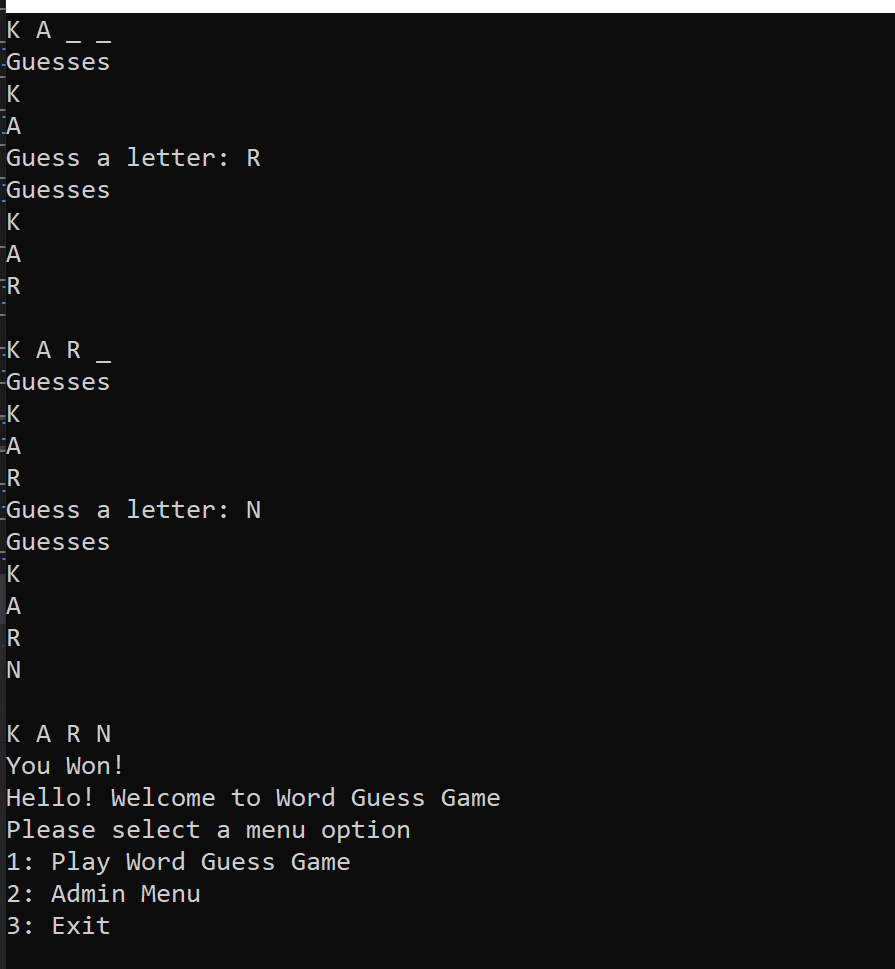 K A _ _
Guesses
K
A
Guess a letter: R
Guesses
K
A
R
K A R _
Guesses
K
A
R
Guess a letter: N
Guesses
K
A
R
N
K A R N
You Won!
Hello! Welcome to Word Guess Game
Please select a menu option
1: Play Word Guess Game
2: Admin Menu
3: Exit